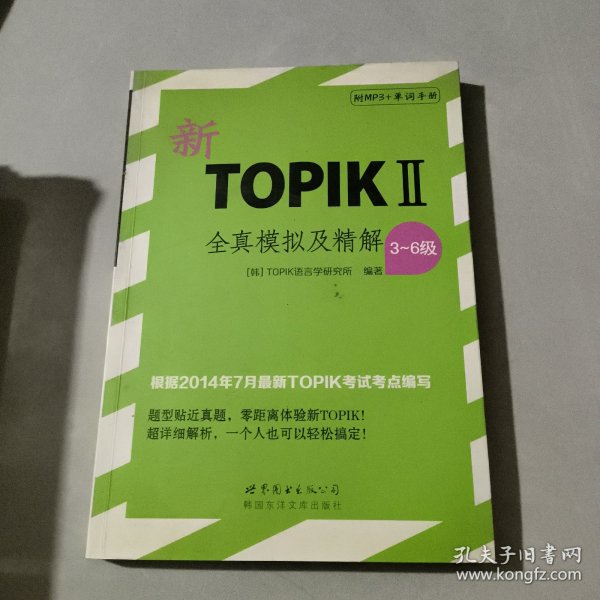 附MP3+单词手册
新
TOPIK II
全真模拟及精解
3~6级
[韩] TOPIK语言学研究所 编著
根据2014年7月最新TOPIK考试考点编写
题型贴近真题，零距离体验新TOPIK!
超详细解析，一个人也可以轻松搞定!
世界图书出版公司
韩国东洋文库出版社
孔夫子旧书网
www.kongfz.com